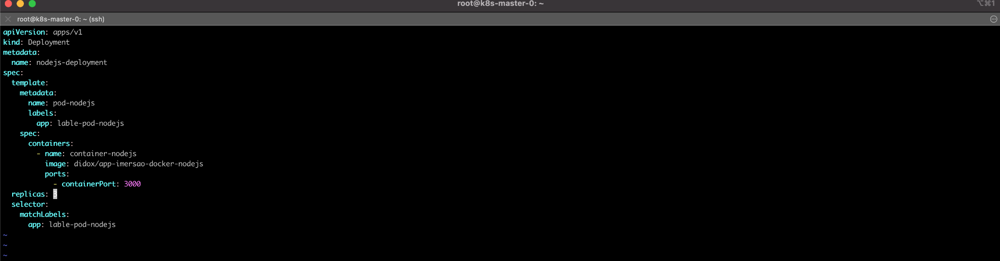 root@k8s-master-0: ~
⌥⌘1
root@k8s-master-0: ~ (ssh)
apiVersion: apps/v1
kind: Deployment
metadata:
  name: nodejs-deployment
spec:
  template:
    metadata:
      name: pod-nodejs
      labels:
        app: lable-pod-nodejs
    spec:
      containers:
        - name: container-nodejs
          image: didox/app-imersao-docker-nodejs
          ports:
            - containerPort: 3000
  replicas:
  selector:
    matchLabels:
      app: lable-pod-nodejs
~
~
~